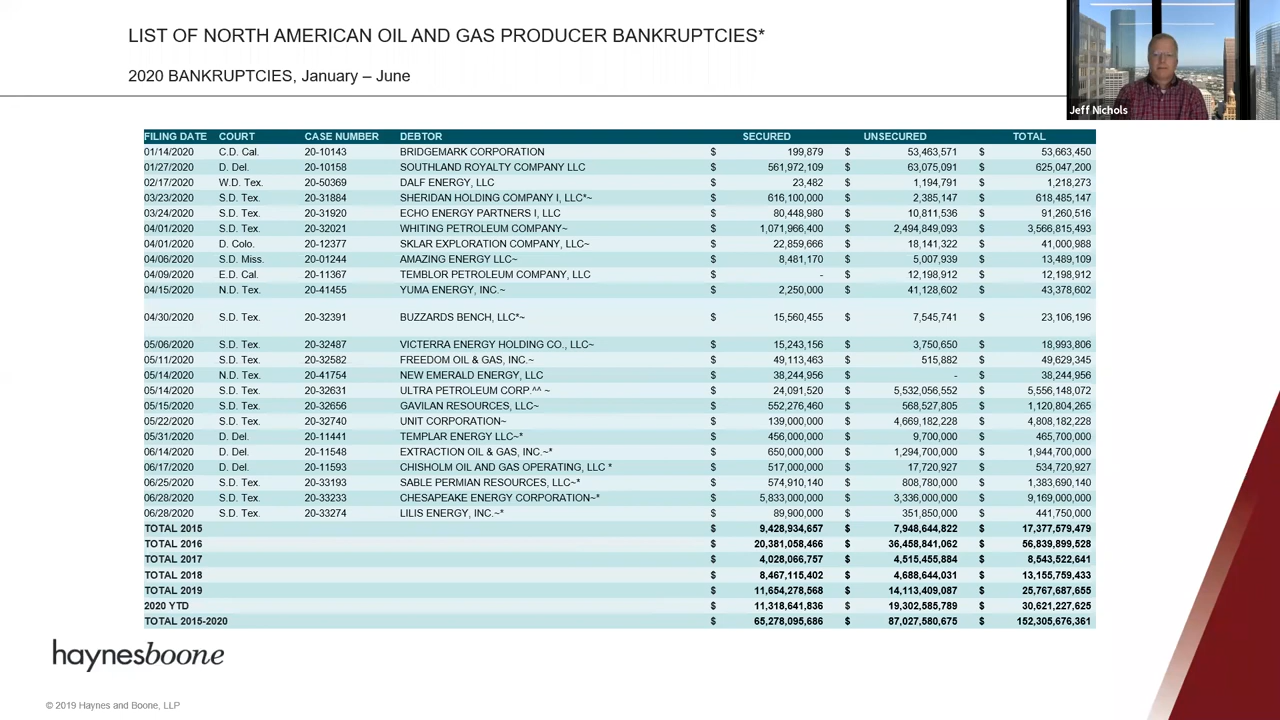 LIST OF NORTH AMERICAN OIL AND GAS PRODUCER BANKRUPTCIES*
2020 BANKRUPTCIES, January – June
Jeff Nichols
FILING DATE COURT CASE NUMBER DEBTOR SECURED UNSECURED TOTAL
01/14/2020 C.D. Cal. 20-10143 BRIDGEMARK CORPORATION $ 199,879 $ 53,463,571 $ 53,663,450
01/27/2020 D. Del. 20-10158 SOUTHLAND ROYALTY COMPANY LLC $ 561,972,109 $ 63,075,091 $ 625,047,200
02/17/2020 W.D. Tex. 20-50369 DALF ENERGY, LLC $ 23,482 $ 1,194,791 $ 1,218,273
03/23/2020 S.D. Tex. 20-31884 SHERIDAN HOLDING COMPANY I, LLC*~ $ 616,100,000 $ 2,385,147 $ 618,485,147
03/24/2020 S.D. Tex. 20-31920 ECHO ENERGY PARTNERS I, LLC $ 80,448,980 $ 10,811,536 $ 91,260,516
04/01/2020 S.D. Tex. 20-32021 WHITING PETROLEUM COMPANY~ $ 1,071,966,400 $ 2,494,849,093 $ 3,566,815,493
04/01/2020 D. Colo. 20-12377 SKLAR EXPLORATION COMPANY, LLC~ $ 22,859,666 $ 18,141,322 $ 41,000,988
04/06/2020 S.D. Miss. 20-01244 AMAZING ENERGY LLC~ $ 8,481,170 $ 5,007,939 $ 13,489,109
04/09/2020 E.D. Cal. 20-11367 TEMBLOR PETROLEUM COMPANY, LLC $ - $ 12,198,912 $ 12,198,912
04/15/2020 N.D. Tex. 20-41455 YUMA ENERGY, INC.~ $ 2,250,000 $ 41,128,602 $ 43,378,602
04/30/2020 S.D. Tex. 20-32391 BUZZARDS BENCH, LLC*~ $ 15,560,455 $ 7,545,741 $ 23,106,196
05/06/2020 S.D. Tex. 20-32487 VICTERRA ENERGY HOLDING CO., LLC~ $ 15,243,156 $ 3,750,650 $ 18,993,806
05/11/2020 S.D. Tex. 20-32582 FREEDOM OIL & GAS, INC.~ $ 49,113,463 $ 515,882 $ 49,629,345
05/14/2020 N.D. Tex. 20-41754 NEW EMERALD ENERGY, LLC $ 38,244,956 $ - $ 38,244,956
05/14/2020 S.D. Tex. 20-32631 ULTRA PETROLEUM CORP.^^ ~ $ 24,091,520 $ 5,532,056,552 $ 5,556,148,072
05/15/2020 S.D. Tex. 20-32656 GAVILAN RESOURCES, LLC~ $ 552,276,460 $ 568,527,805 $ 1,120,804,265
05/22/2020 S.D. Tex. 20-32740 UNIT CORPORATION~ $ 139,000,000 $ 4,669,182,228 $ 4,808,182,228
05/31/2020 D. Del. 20-11441 TEMPLAR ENERGY LLC~* $ 456,000,000 $ 9,700,000 $ 465,700,000
06/14/2020 D. Del. 20-11548 EXTRACTION OIL & GAS, INC.~* $ 650,000,000 $ 1,294,700,000 $ 1,944,700,000
06/17/2020 D. Del. 20-11593 CHISHOLM OIL AND GAS OPERATING, LLC * $ 517,000,000 $ 17,720,927 $ 534,720,927
06/25/2020 S.D. Tex. 20-33193 SABLE PERMIAN RESOURCES, LLC~* $ 574,910,140 $ 808,780,000 $ 1,383,690,140
06/28/2020 S.D. Tex. 20-33233 CHESAPEAKE ENERGY CORPORATION~* $ 5,833,000,000 $ 3,336,000,000 $ 9,169,000,000
06/28/2020 S.D. Tex. 20-33274 LILIS ENERGY, INC.~* $ 89,900,000 $ 351,850,000 $ 441,750,000
TOTAL 2015 $ 9,428,934,657 $ 7,948,644,822 $ 17,377,579,479
TOTAL 2016 $ 20,381,058,466 $ 36,458,841,062 $ 56,839,899,528
TOTAL 2017 $ 4,028,066,757 $ 4,515,455,884 $ 8,543,522,641
TOTAL 2018 $ 8,467,115,402 $ 4,688,644,031 $ 13,155,759,433
TOTAL 2019 $ 11,654,278,568 $ 14,113,409,087 $ 25,767,687,655
2020 YTD $ 11,318,641,836 $ 19,302,585,789 $ 30,621,227,625
TOTAL 2015-2020 $ 65,278,095,686 $ 87,027,580,675 $ 152,305,676,361
haynesboone
© 2019 Haynes and Boone, LLP